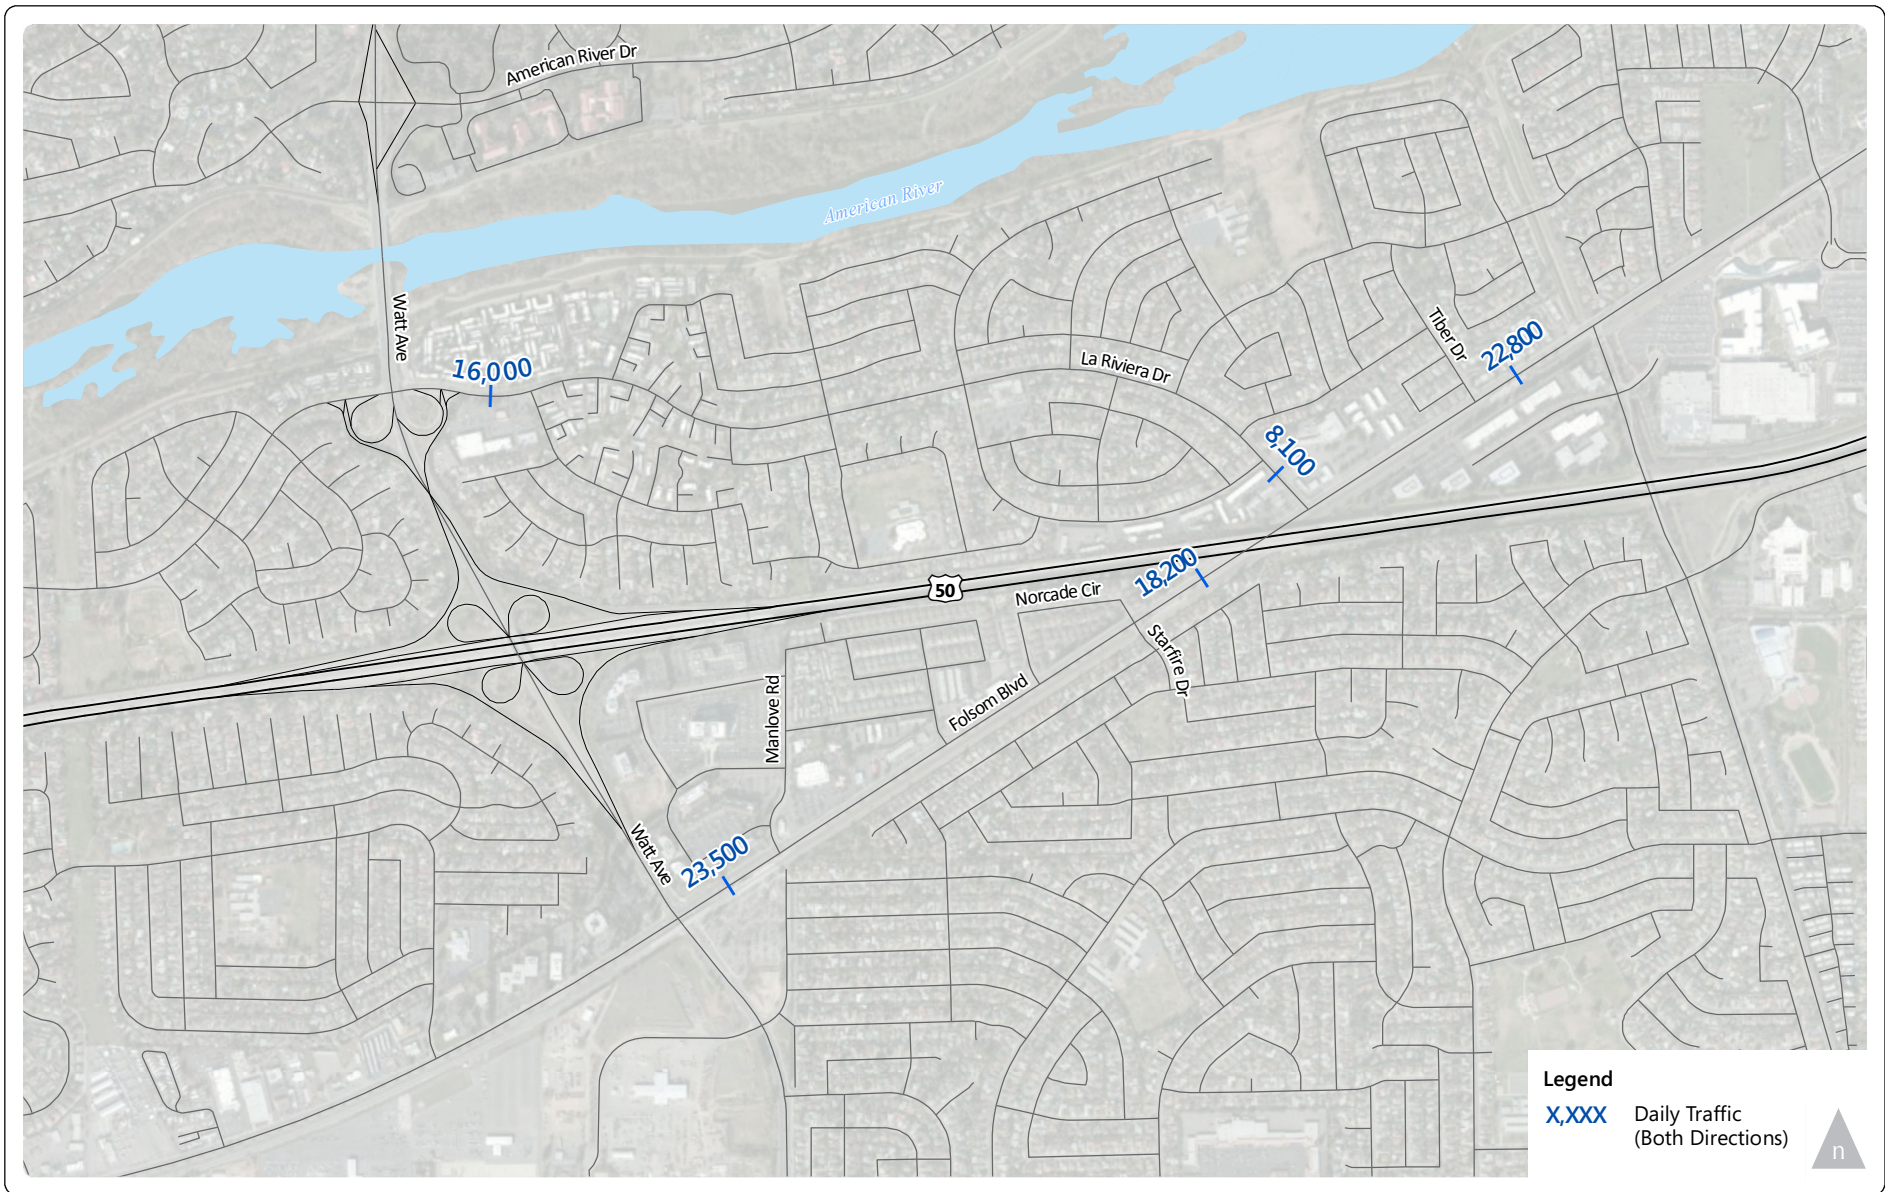 American River Dr
American River
Watt Ave
16,000
La Riviera Dr
Tiber Dr
22,800
8,100
18,200
50
Norcade Cir
Starfire Dr
Manlove Rd
Folsom Blvd
Watt Ave
23,500
Legend
X,XXX Daily Traffic
(Both Directions)
n